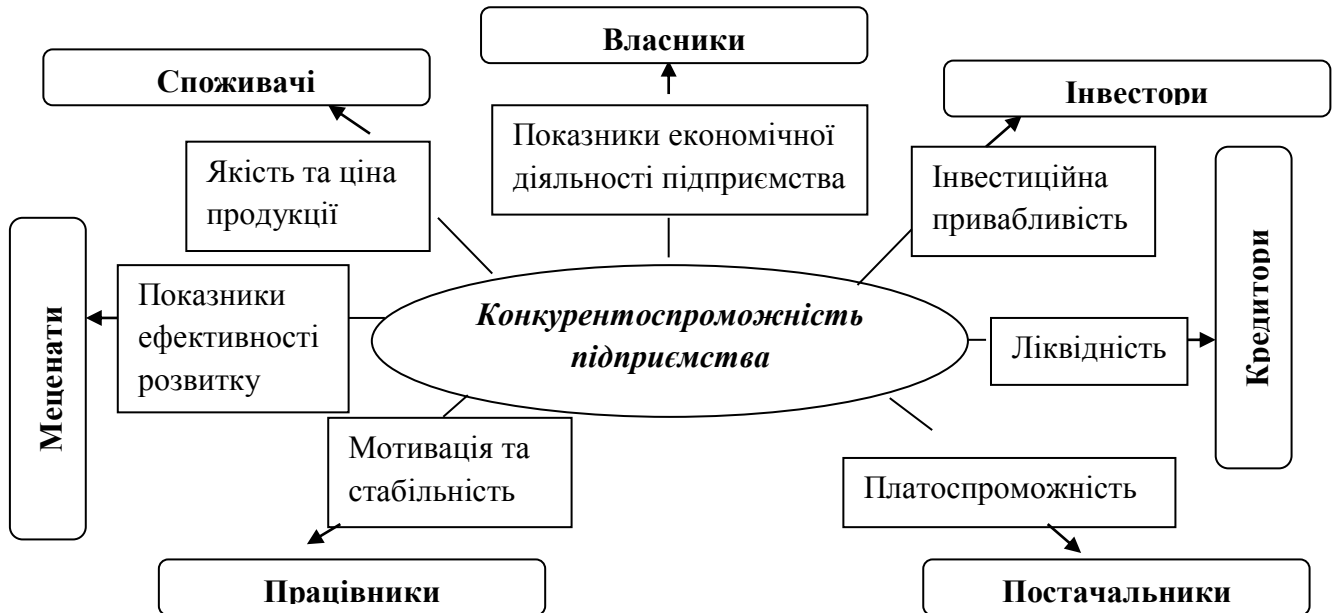 Власники
Споживачі
Інвестори
Показники економічної
діяльності підприємства
Якість та ціна
продукції
Інвестиційна
привабливість
Меценати
Показники
ефективності
розвитку
Конкурентоспроможність
підприємства
Ліквідність
Кредитори
Мотивація та
стабільність
Платоспроможність
Працівники
Постачальники